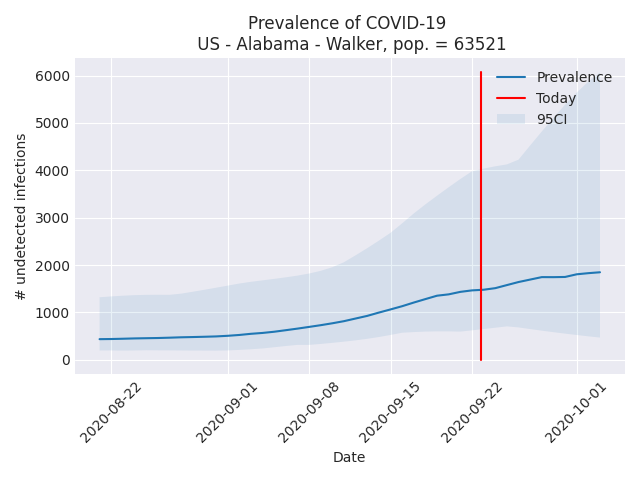 Prevalence of COVID-19
US - Alabama - Walker, pop. = 63521
6000
5000
4000
3000
2000
1000
0
# undetected infections
Prevalence
Today
95CI
2020-08-22
2020-09-01
2020-09-08
2020-09-15
2020-09-22
2020-10-01
Date